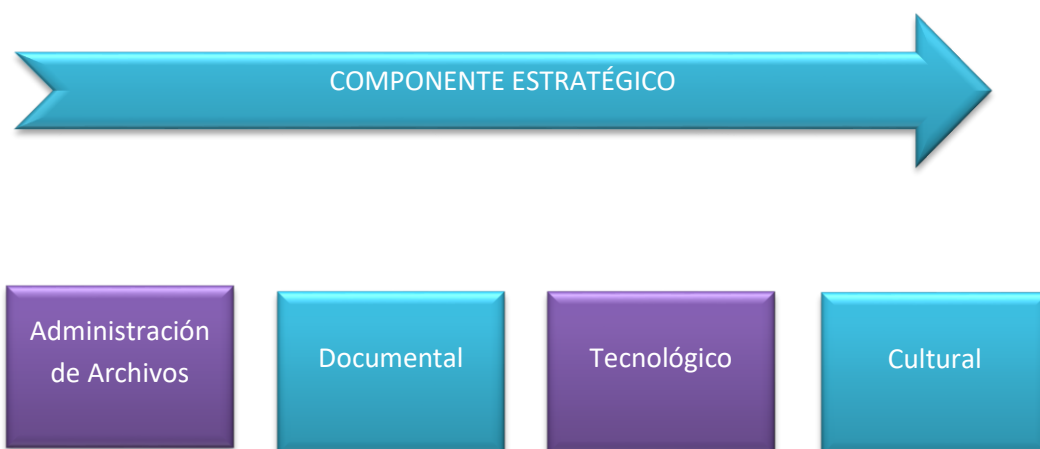 COMPONENTE ESTRATÉGICO
Administración
de Archivos
Documental
Tecnológico
Cultural